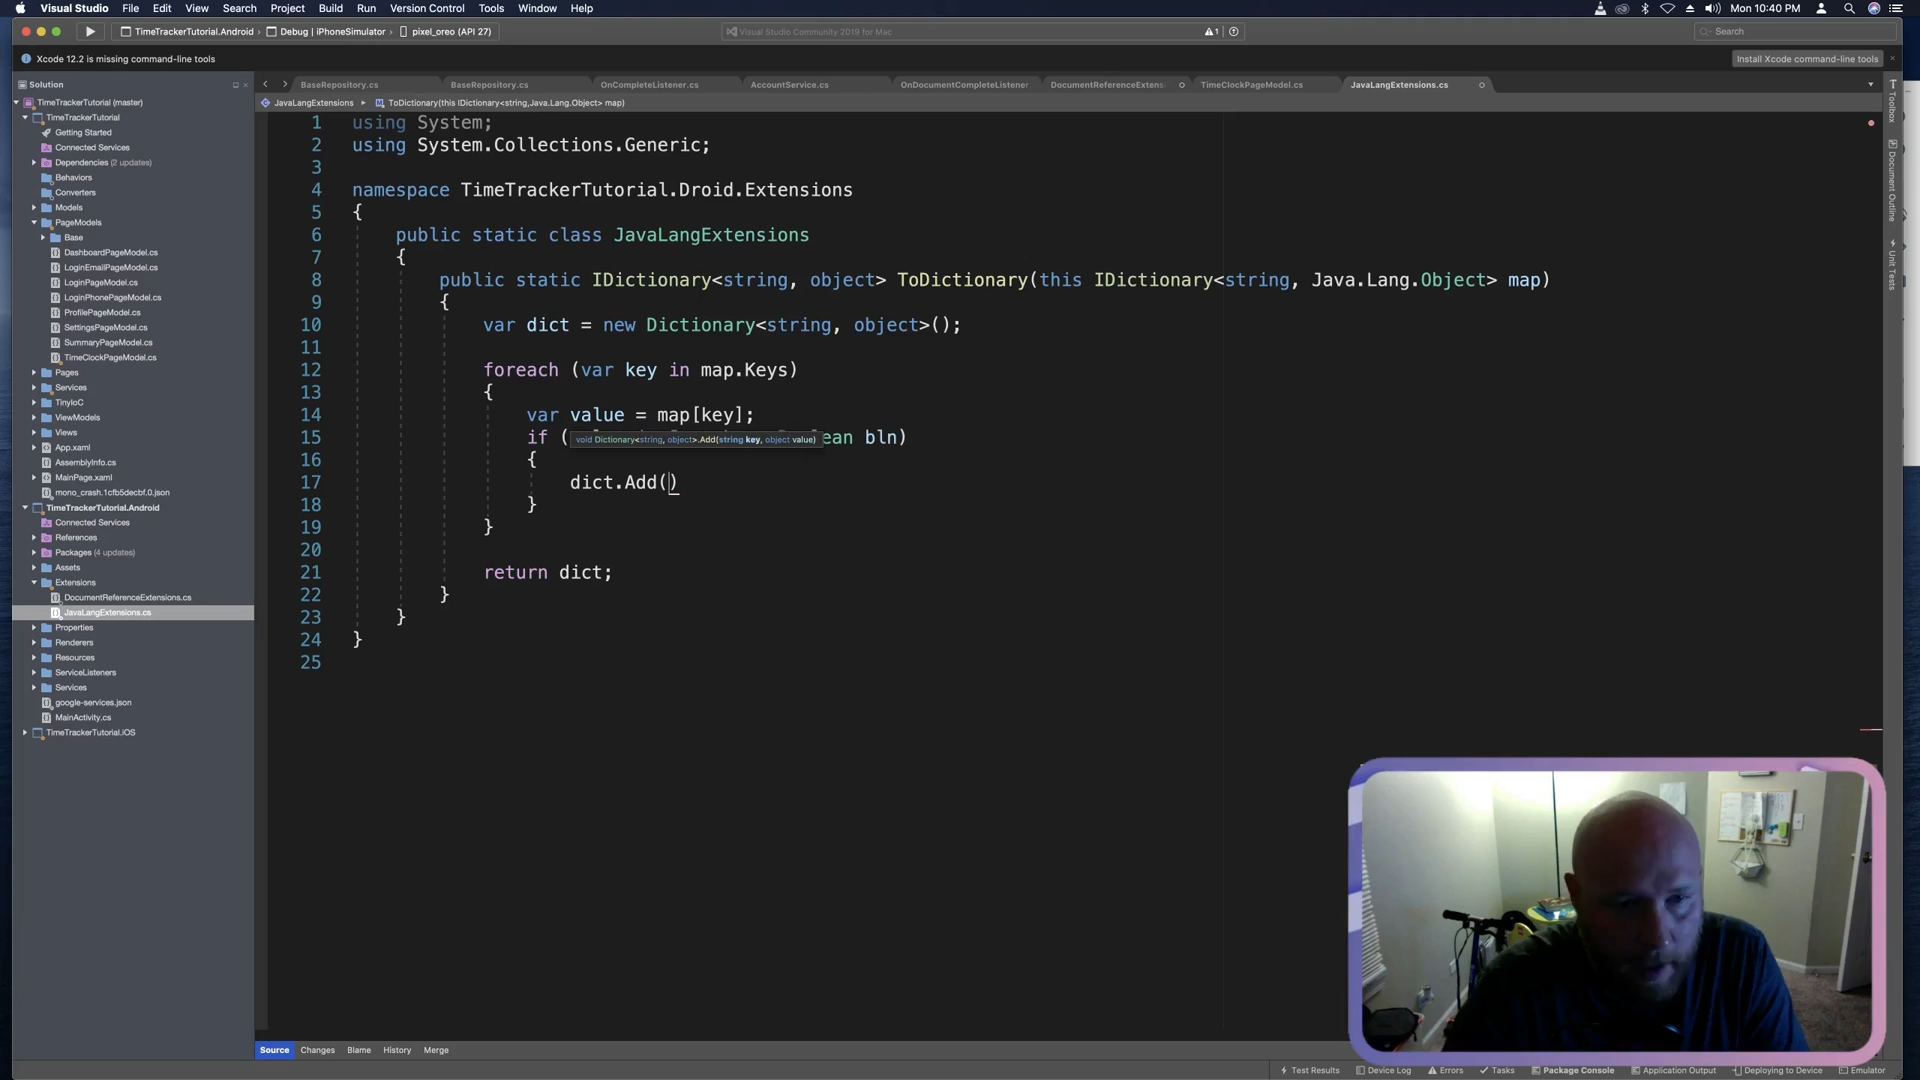 Visual Studio File Edit View Search Project Build Run Version Control Tools Window Help Mon 10:40 PM
TimeTrackerTutorial.Android Debug | iPhoneSimulator pixel_oreo (API 27) Visual Studio Community 2019 for Mac 1 Search
Xcode 12.2 is missing command-line tools Install Xcode command-line tools
Solution
BaseRepository.cs BaseRepository.cs OnCompleteListener.cs AccountService.cs OnDocumentCompleteListener DocumentReferenceExtens TimeClockPageModel.cs JavaLangExtensions.cs
JavaLangExtensions ToDictionary(this IDictionary<string,Java.Lang.Object> map)
TimeTrackerTutorial (master)
TimeTrackerTutorial
Getting Started
Connected Services
Dependencies (2 updates)
Behaviors
Converters
Models
PageModels
Base
DashboardPageModel.cs
LoginEmailPageModel.cs
LoginPageModel.cs
LoginPhonePageModel.cs
ProfilePageModel.cs
SettingsPageModel.cs
SummaryPageModel.cs
TimeClockPageModel.cs
Pages
Services
TinyIoC
ViewModels
Views
App.xaml
AssemblyInfo.cs
MainPage.xaml
mono_crash.1cfb5decbf.0.json
TimeTrackerTutorial.Android
Connected Services
References
Packages (4 updates)
Assets
Extensions
DocumentReferenceExtensions.cs
JavaLangExtensions.cs
Properties
Renderers
Resources
ServiceListeners
Services
google-services.json
MainActivity.cs
TimeTrackerTutorial.iOS
1 using System;
2 using System.Collections.Generic;
3
4 namespace TimeTrackerTutorial.Droid.Extensions
5 {
6 public static class JavaLangExtensions
7 {
8 public static IDictionary<string, object> ToDictionary(this IDictionary<string, Java.Lang.Object> map)
9 {
10 var dict = new Dictionary<string, object>();
11
12 foreach (var key in map.Keys)
13 {
14 var value = map[key];
void Dictionary<string, object>.Add(string key, object value)
15 if ( ean bln)
16 {
17 dict.Add()
18 }
19 }
20
21 return dict;
22 }
23 }
24 }
25
Toolbox
Document Outline
Unit Tests
Source Changes Blame History Merge
Test Results Device Log Errors Tasks Package Console Application Output Deploying to Device Emulator